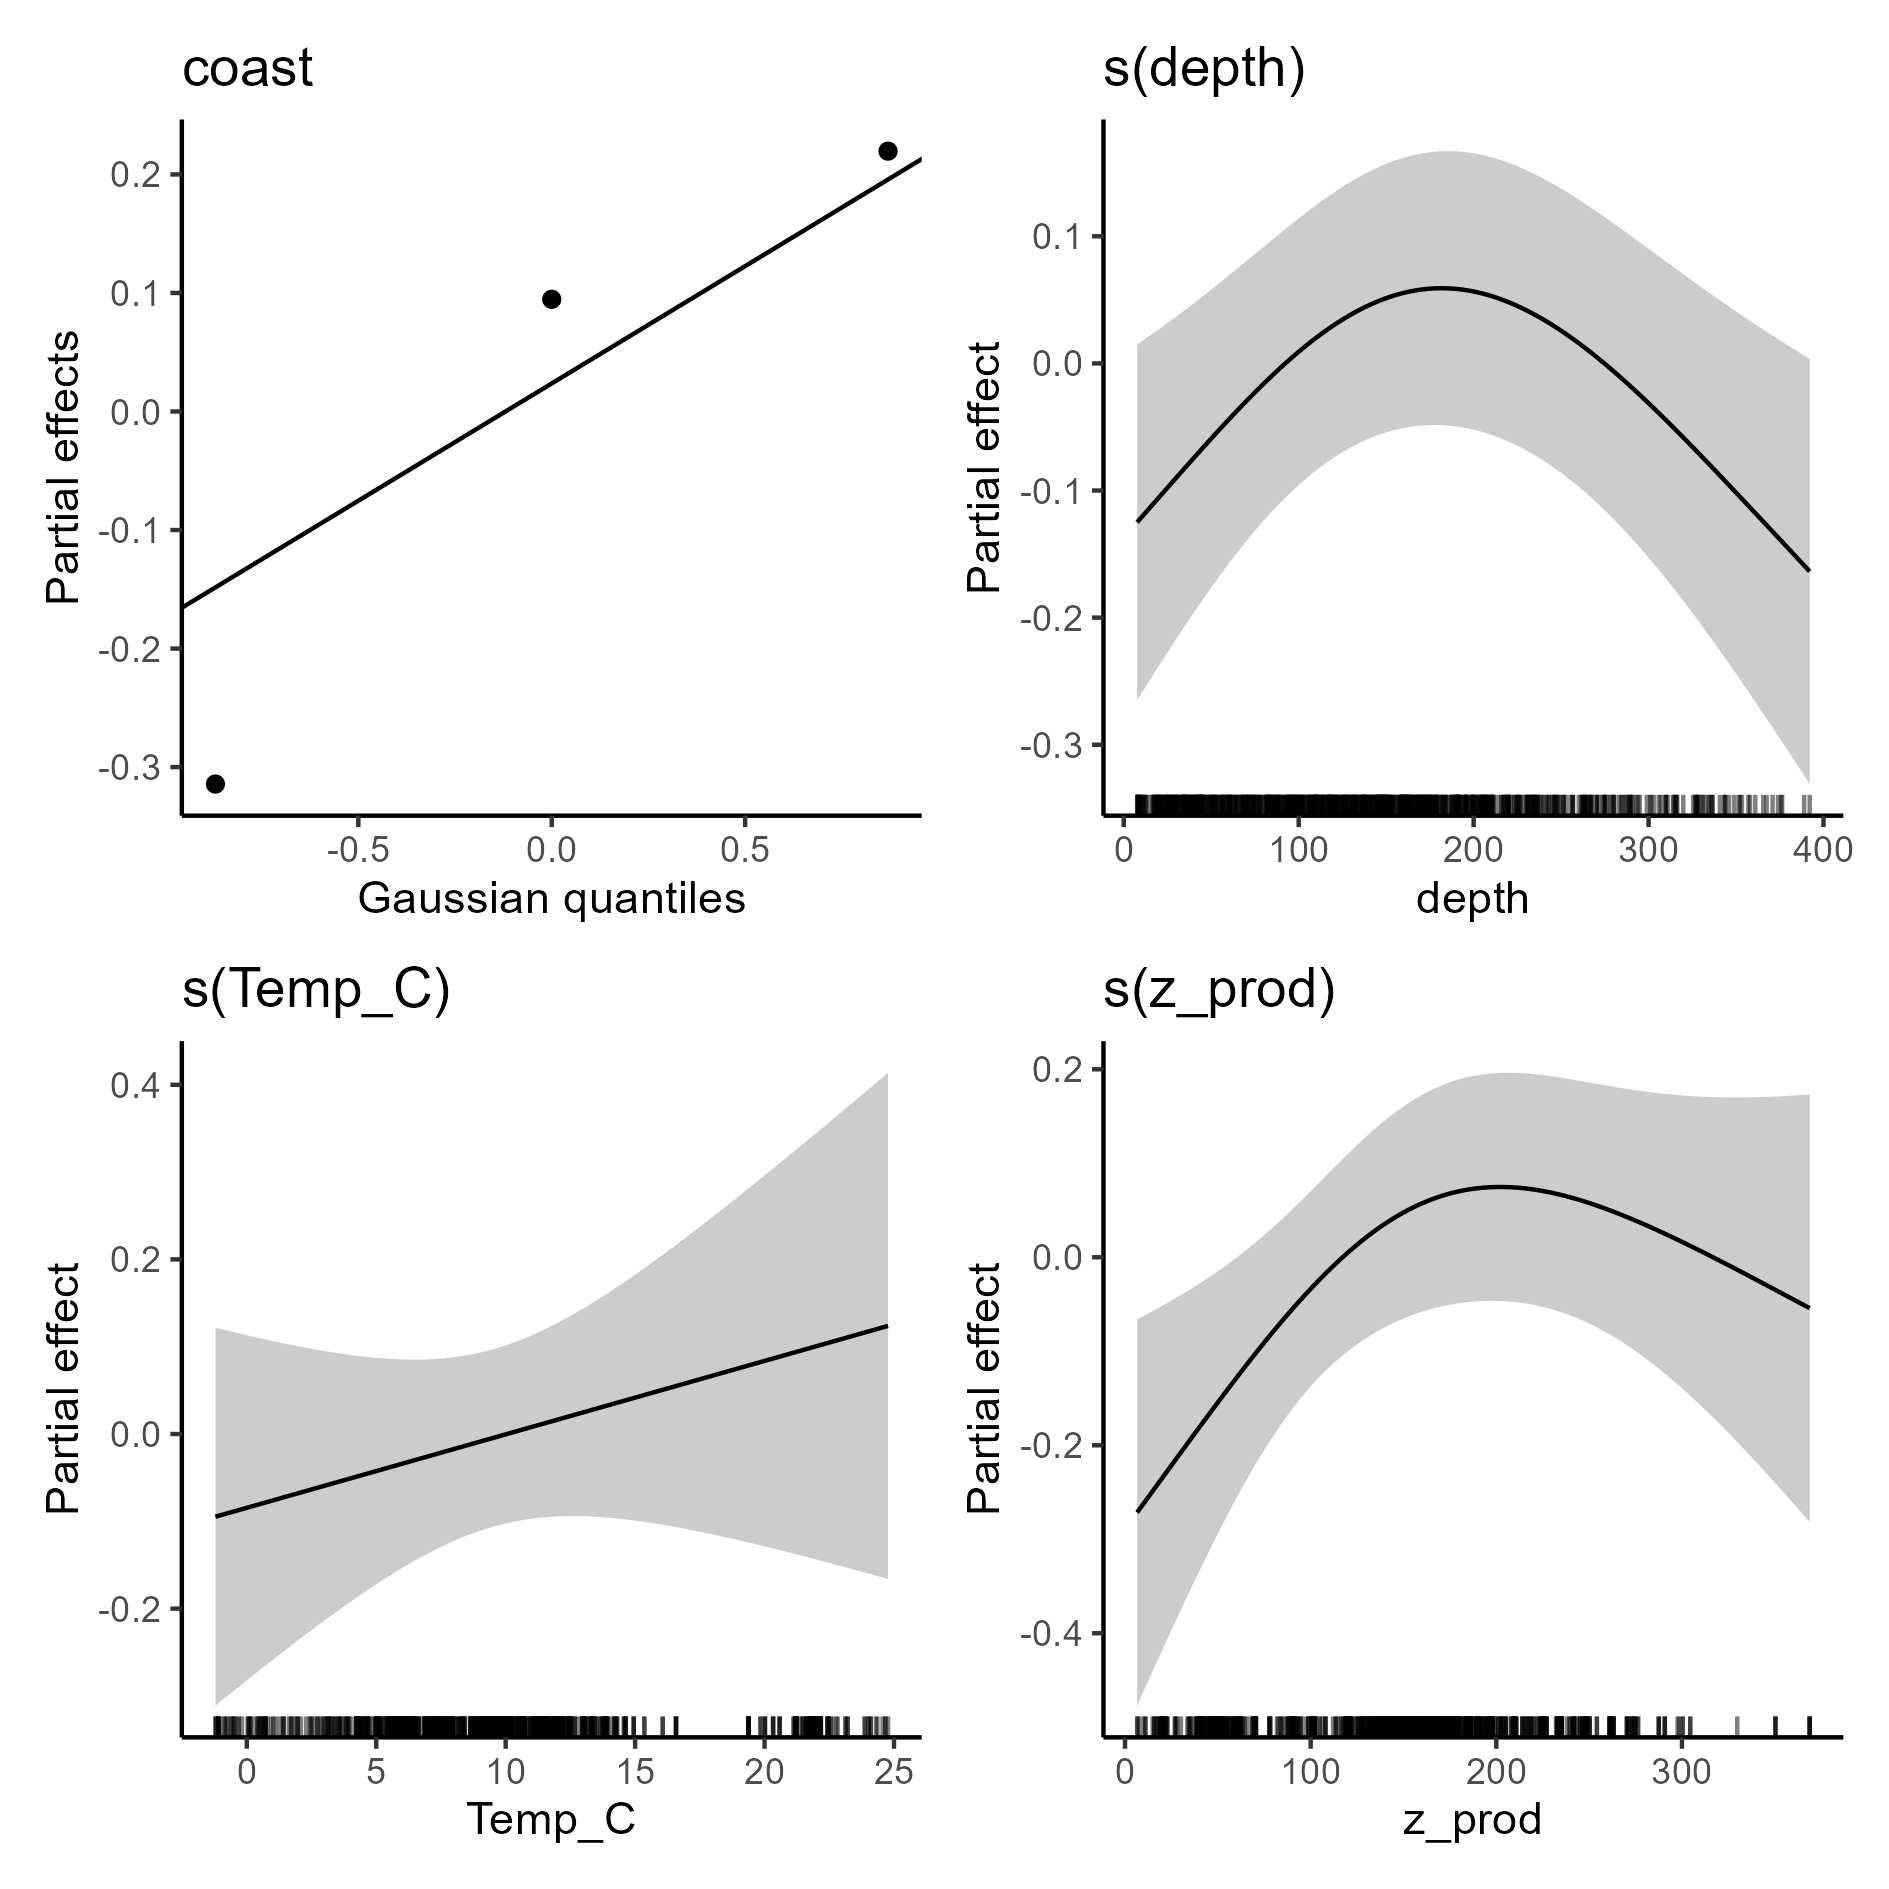 coast
Partial effects
0.2
0.1
0.0
-0.1
-0.2
-0.3
-0.5 0.0 0.5
Gaussian quantiles
s(depth)
Partial effect
0.1
0.0
-0.1
-0.2
-0.3
0 100 200 300 400
depth
s(Temp_C)
Partial effect
0.4
0.2
0.0
-0.2
0 5 10 15 20 25
Temp_C
s(z_prod)
Partial effect
0.2
0.0
-0.2
-0.4
0 100 200 300
z_prod